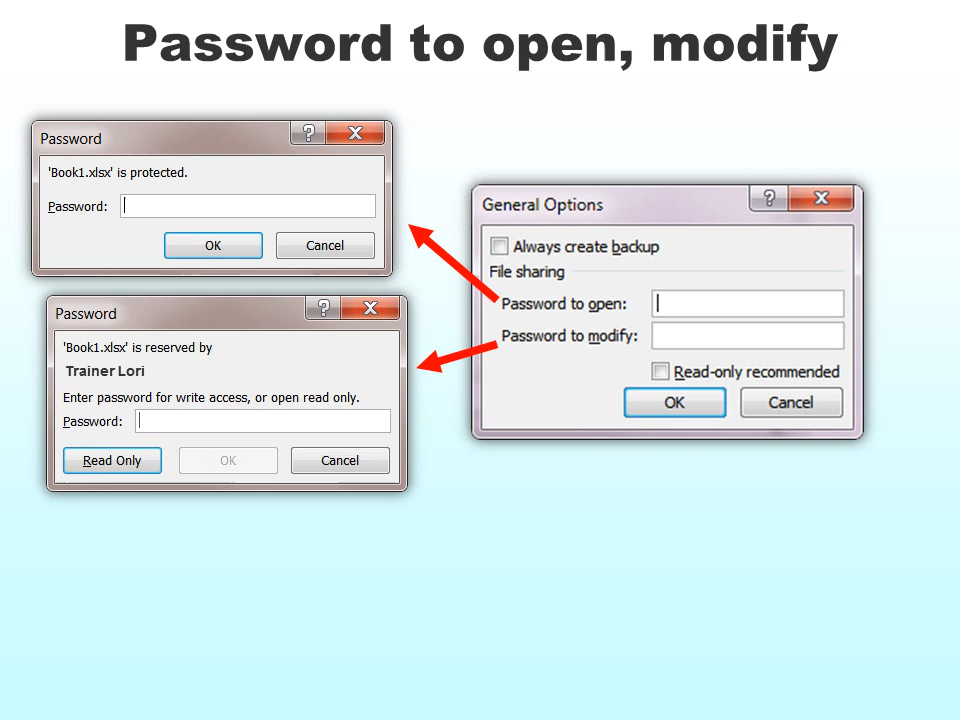 Password to open, modify
Password
? X
'Book1.xlsx' is protected.
Password:
OK Cancel
Password
? X
'Book1.xlsx' is reserved by
Trainer Lori
Enter password for write access, or open read only.
Password:
Read Only OK Cancel
General Options
? X
Always create backup
File sharing
Password to open:
Password to modify:
Read-only recommended
OK Cancel